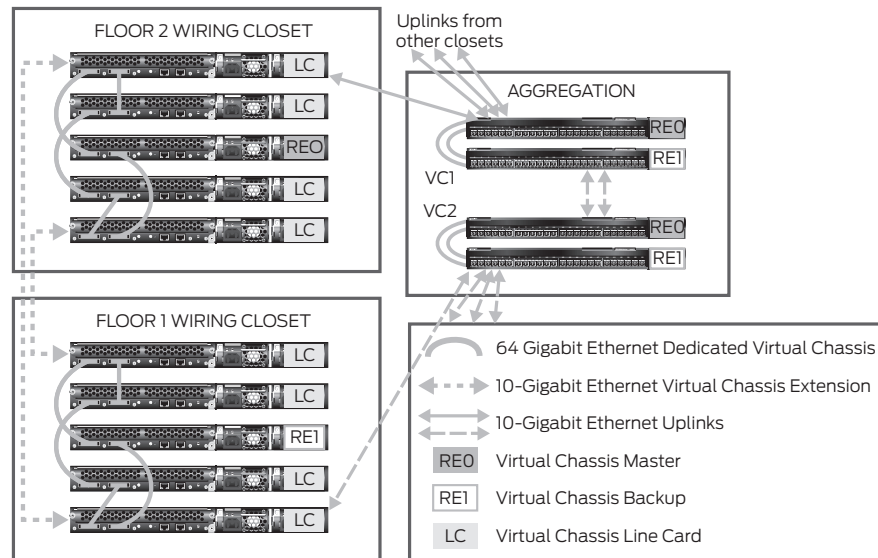 FLOOR 2 WIRING CLOSET
LC
LC
REO
LC
LC
FLOOR 1 WIRING CLOSET
LC
LC
RE1
LC
LC
Uplinks from
other closets
AGGREGATION
RE0
RE1
VC1
VC2
RE0
RE1
64 Gigabit Ethernet Dedicated Virtual Chassis
10-Gigabit Ethernet Virtual Chassis Extension
10-Gigabit Ethernet Uplinks
RE0 Virtual Chassis Master
RE1 Virtual Chassis Backup
LC Virtual Chassis Line Card